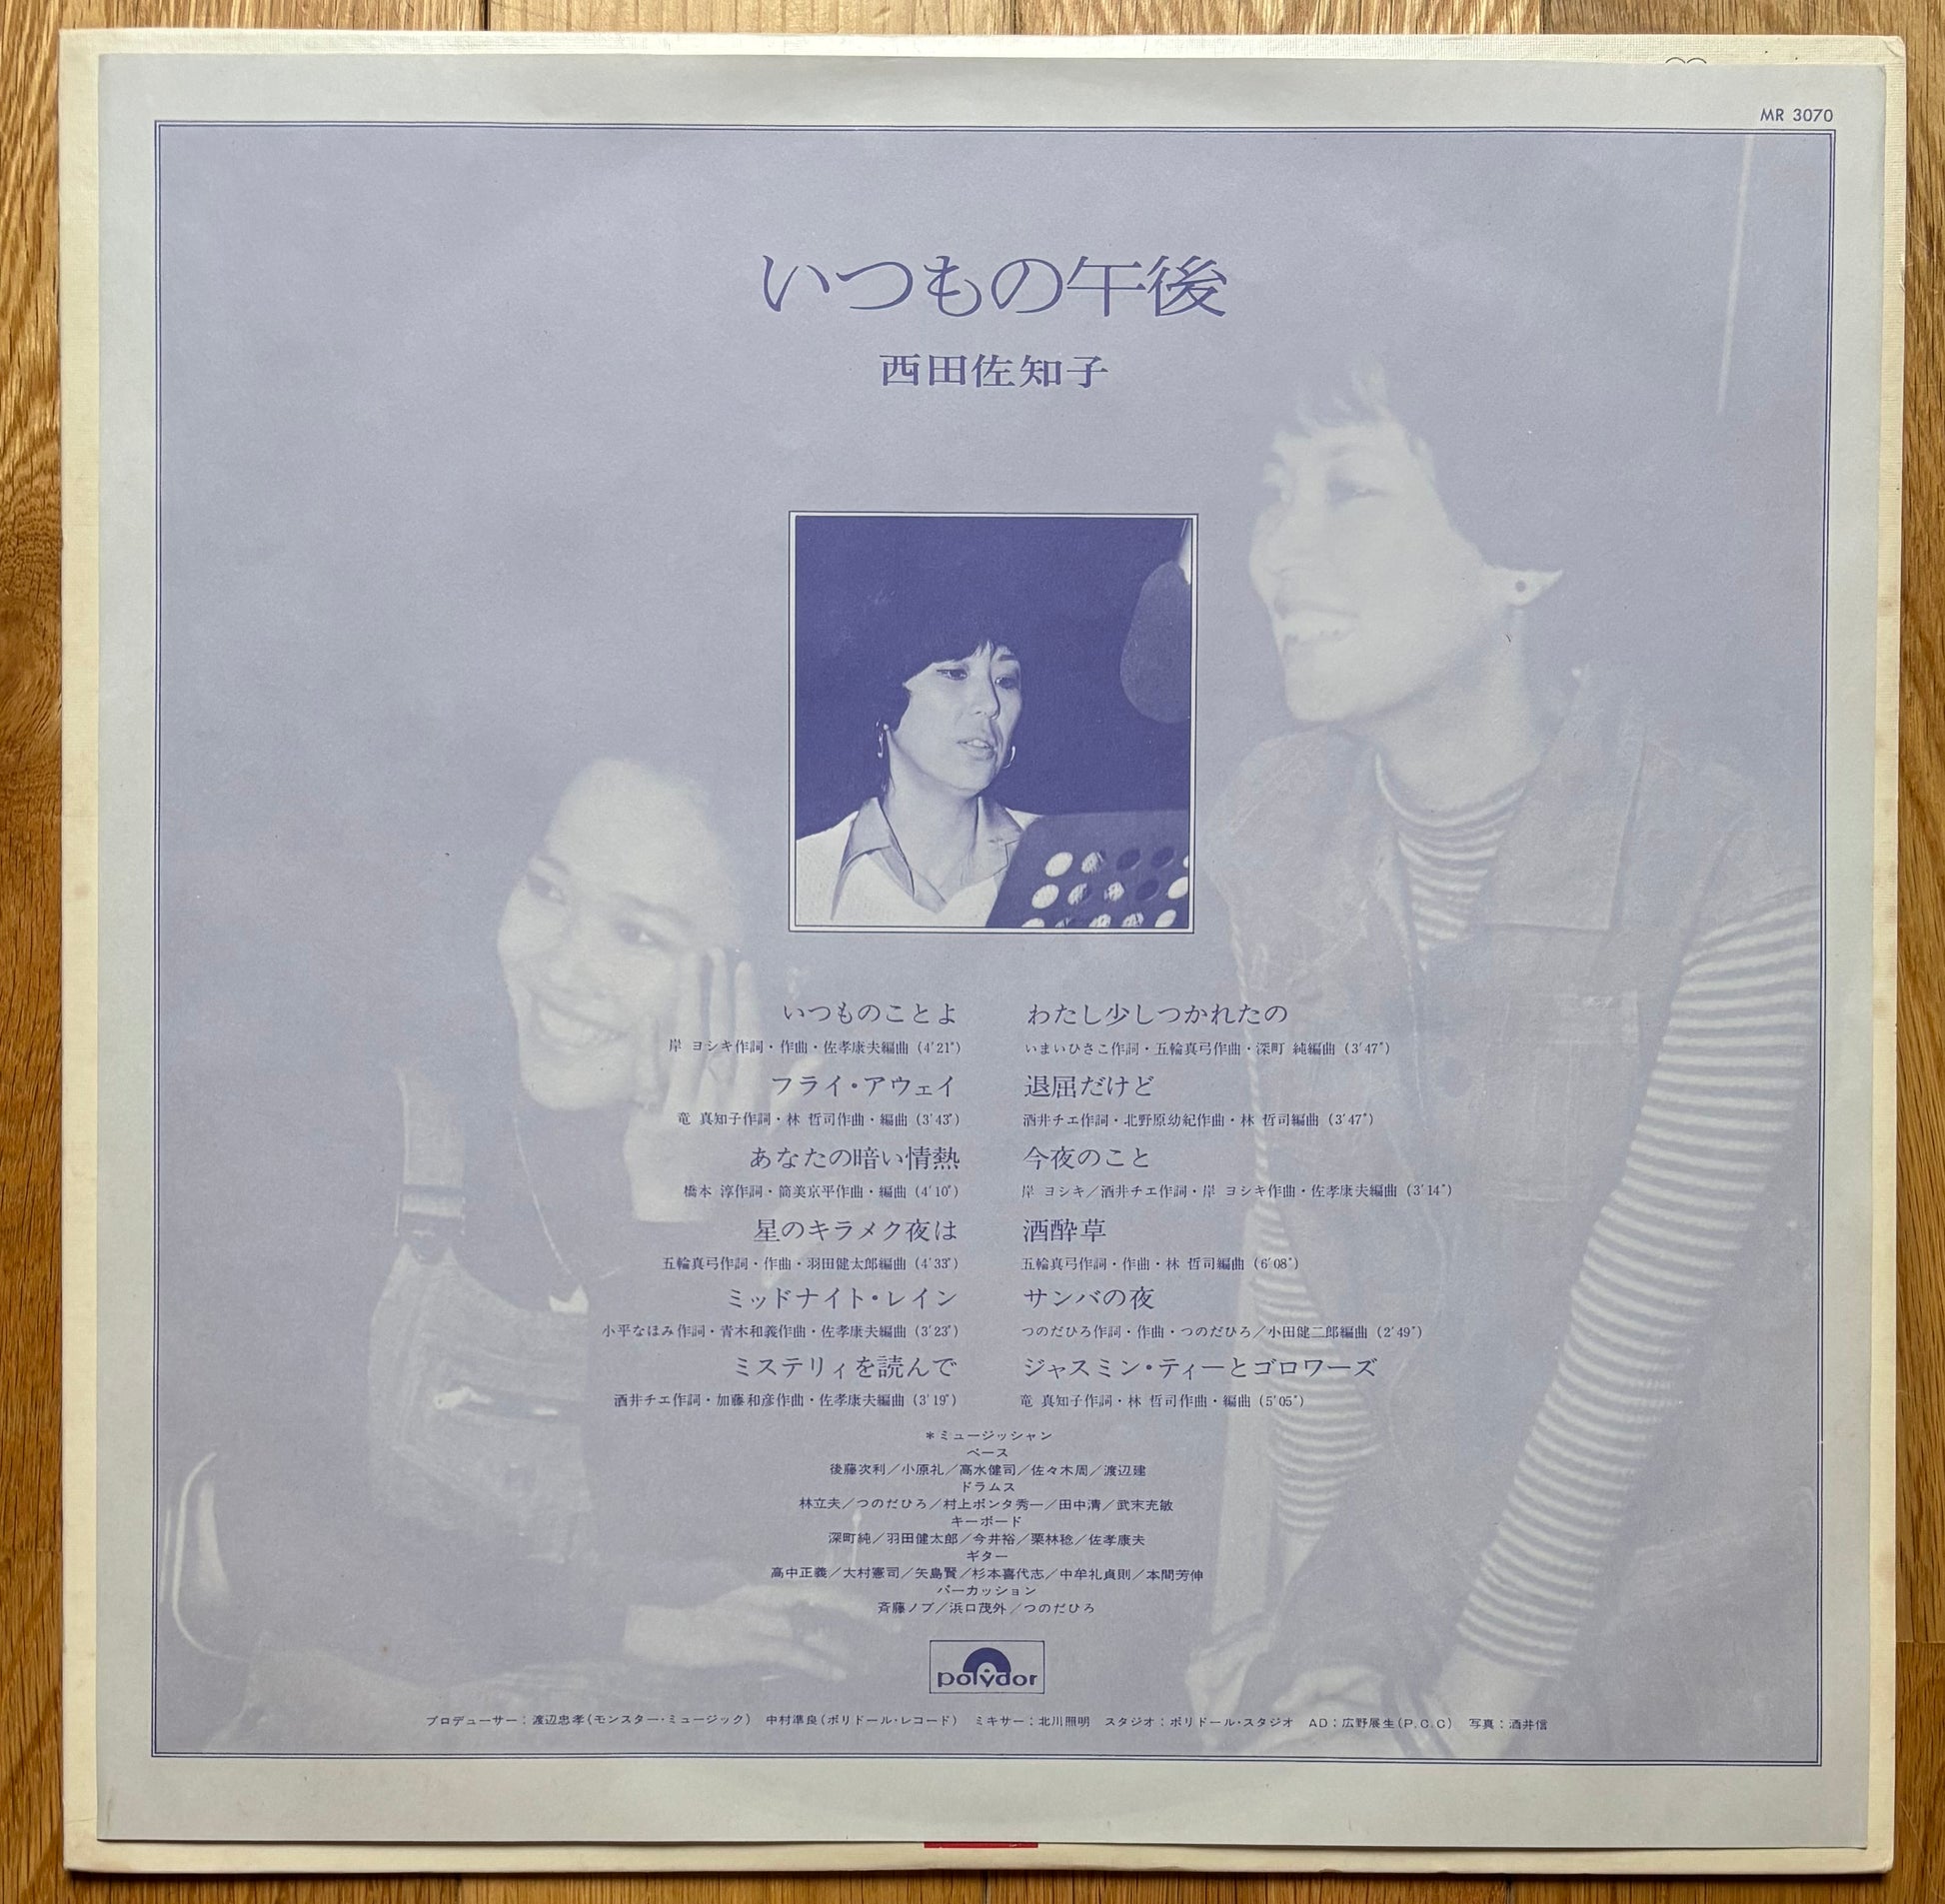 MR 3070
いつもの午後
西田佐知子
いつものことよ
岸 ヨシキ作詞・作曲・佐孝康夫編曲 (4'21")
フライ・アウェイ
竜 真知子作詞・林 哲司作曲・編曲 (3'43")
あなたの暗い情熱
橋本 淳作詞・筒美京平作曲・編曲 (4'10")
星のキラメク夜は
五輪真弓作詞・作曲・羽田健太郎編曲 (4'33")
ミッドナイト・レイン
小平なほみ作詞・青木和義作曲・佐孝康夫編曲 (3'23")
ミステリィを読んで
酒井チエ作詞・加藤和彦作曲・佐孝康夫編曲 (3'19")
わたし少しつかれたの
いまいひさこ作詞・五輪真弓作曲・深町 純編曲 (3'47")
退屈だけど
酒井チエ作詞・北野原幼紀作曲・林 哲司編曲 (3'47")
今夜のこと
岸 ヨシキ／酒井チエ作詞・岸 ヨシキ作曲・佐孝康夫編曲 (3'14")
酒酔草
五輪真弓作詞・作曲・林 哲司編曲 (6'08")
サンバの夜
つのだひろ作詞・作曲・つのだひろ／小田健二郎編曲 (2'49")
ジャスミン・ティーとゴロワーズ
竜 真知子作詞・林 哲司作曲・編曲 (5'05")
＊ミュージッシャン
ベース
後藤次利／小原礼／高水健司／佐々木周／渡辺建
ドラムス
林立夫／つのだひろ／村上ポンタ秀一／田中清／武末充敏
キーボード
深町純／羽田健太郎／今井裕／栗林稔／佐孝康夫
ギター
高中正義／大村憲司／矢島賢／杉本喜代志／中牟礼貞則／本間芳伸
パーカッション
斉藤ノブ／浜口茂外／つのだひろ
polydor
プロデューサー：渡辺忠孝(モンスター・ミュージック) 中村準良(ポリドール・レコード) ミキサー：北川照明 スタジオ：ポリドール・スタジオ AD：広野展生(P.C.C) 写真：酒井信